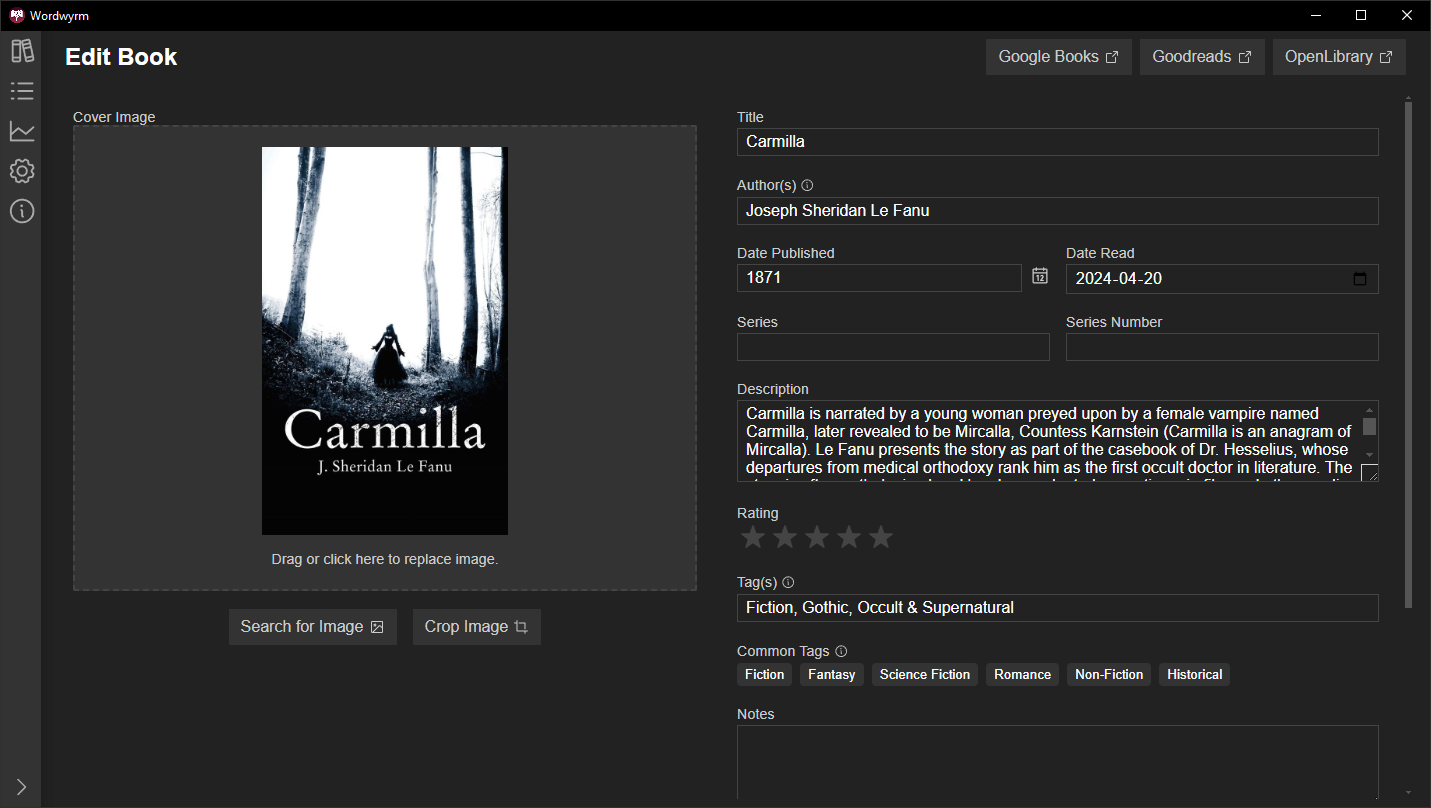 Wordwyrm
Edit Book
Google Books
Goodreads
OpenLibrary
Cover Image
Carmilla
J. Sheridan Le Fanu
Drag or click here to replace image.
Search for Image
Crop Image
Title
Carmilla
Author(s)
Joseph Sheridan Le Fanu
Date Published
Date Read
1871
12
2024-04-20
Series
Series Number
Description
Carmilla is narrated by a young woman preyed upon by a female vampire named
Carmilla, later revealed to be Mircalla, Countess Karnstein (Carmilla is an anagram of
Mircalla). Le Fanu presents the story as part of the casebook of Dr. Hesselius, whose
departures from medical orthodoxy rank him as the first occult doctor in literature. The
Rating
Tag(s)
Fiction, Gothic, Occult & Supernatural
Common Tags
Fiction
Fantasy
Science Fiction
Romance
Non-Fiction
Historical
Notes